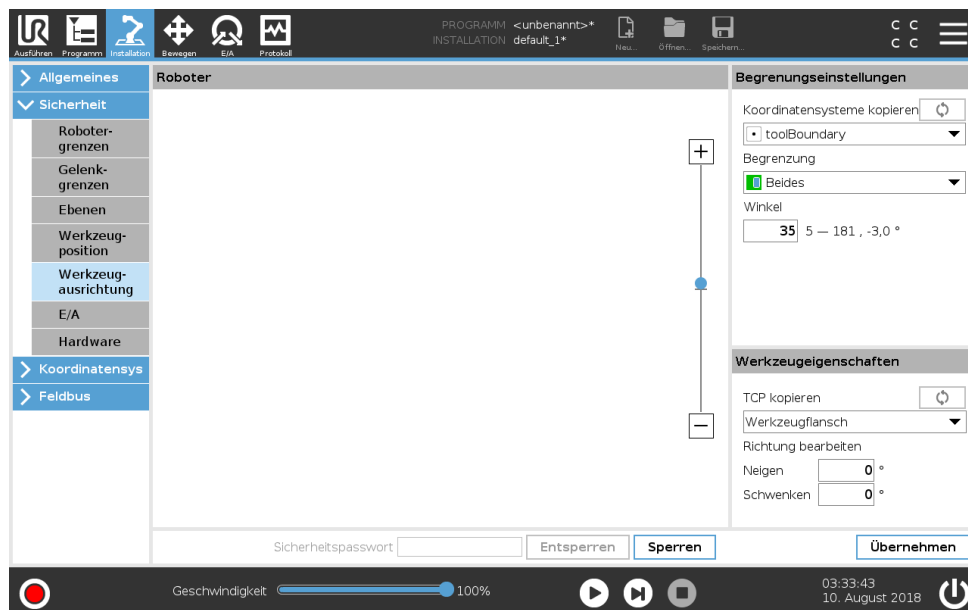 PROGRAMM <unbenannt>*
INSTALLATION default_1*
Ausführen Programm Installation Bewegen E/A Protokoll
Neu... Öffnen... Speichern...
C C
C C
Allgemeines
Sicherheit
Roboter-
grenzen
Gelenk-
grenzen
Ebenen
Werkzeug-
position
Werkzeug-
ausrichtung
E/A
Hardware
Koordinatensys
Feldbus
Roboter
+
−
Begrenungseinstellungen
Koordinatensysteme kopieren
toolBoundary
Begrenzung
Beides
Winkel
35 5 — 181 , -3,0 °
Werkzeugeigenschaften
TCP kopieren
Werkzeugflansch
Richtung bearbeiten
Neigen 0 °
Schwenken 0 °
Sicherheitspasswort Entsperren Sperren Übernehmen
Geschwindigkeit 100%
03:33:43
10. August 2018